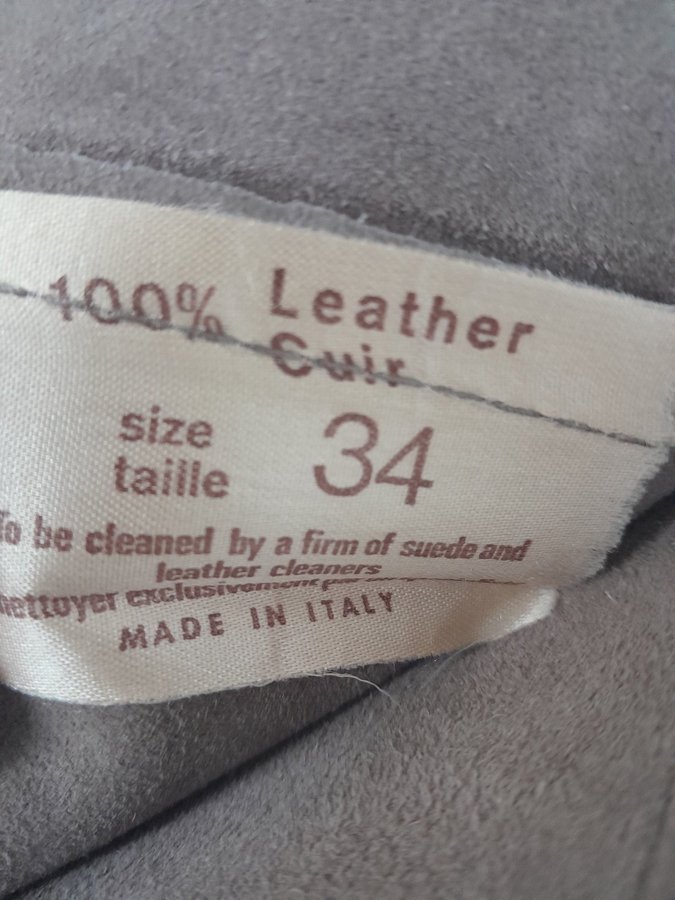 100% Leather
Cuir
size
taille 34
To be cleaned by a firm of suede and
leather cleaners
nettoyer exclusivement
MADE IN ITALY